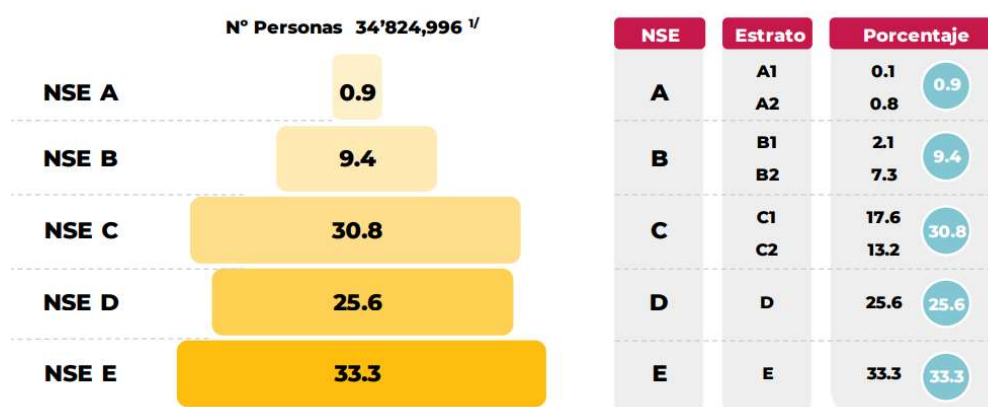 Nº Personas 34’824,996 ¹/
NSE A 0.9
NSE B 9.4
NSE C 30.8
NSE D 25.6
NSE E 33.3
NSE Estrato Porcentaje
A
A1 0.1
A2 0.8
0.9
B
B1 2.1
B2 7.3
9.4
C
C1 17.6
C2 13.2
30.8
D D 25.6 25.6
E E 33.3 33.3